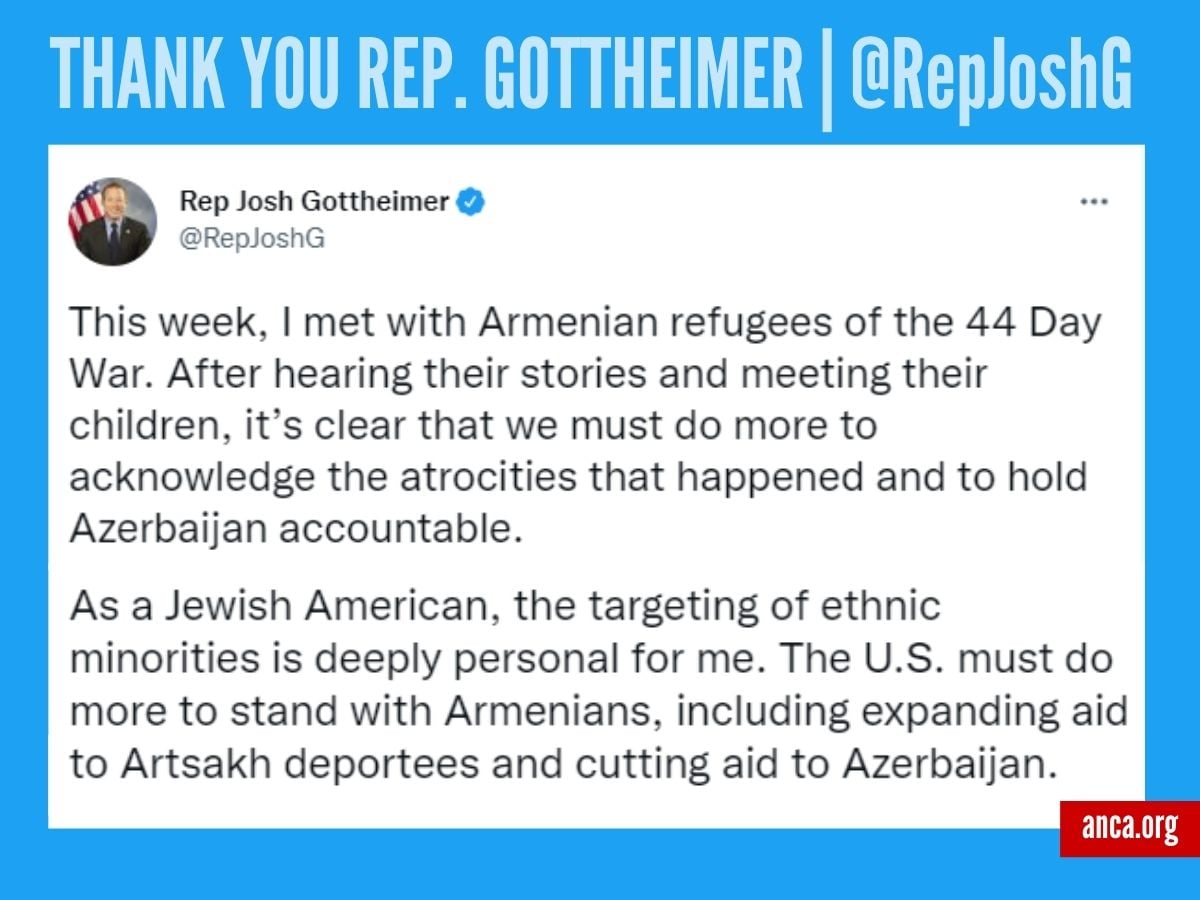 THANK YOU REP. GOTTHEIMER | @RepJoshG
Rep Josh Gottheimer
@RepJoshG
This week, I met with Armenian refugees of the 44 Day
War. After hearing their stories and meeting their
children, it’s clear that we must do more to
acknowledge the atrocities that happened and to hold
Azerbaijan accountable.
As a Jewish American, the targeting of ethnic
minorities is deeply personal for me. The U.S. must do
more to stand with Armenians, including expanding aid
to Artsakh deportees and cutting aid to Azerbaijan.
anca.org